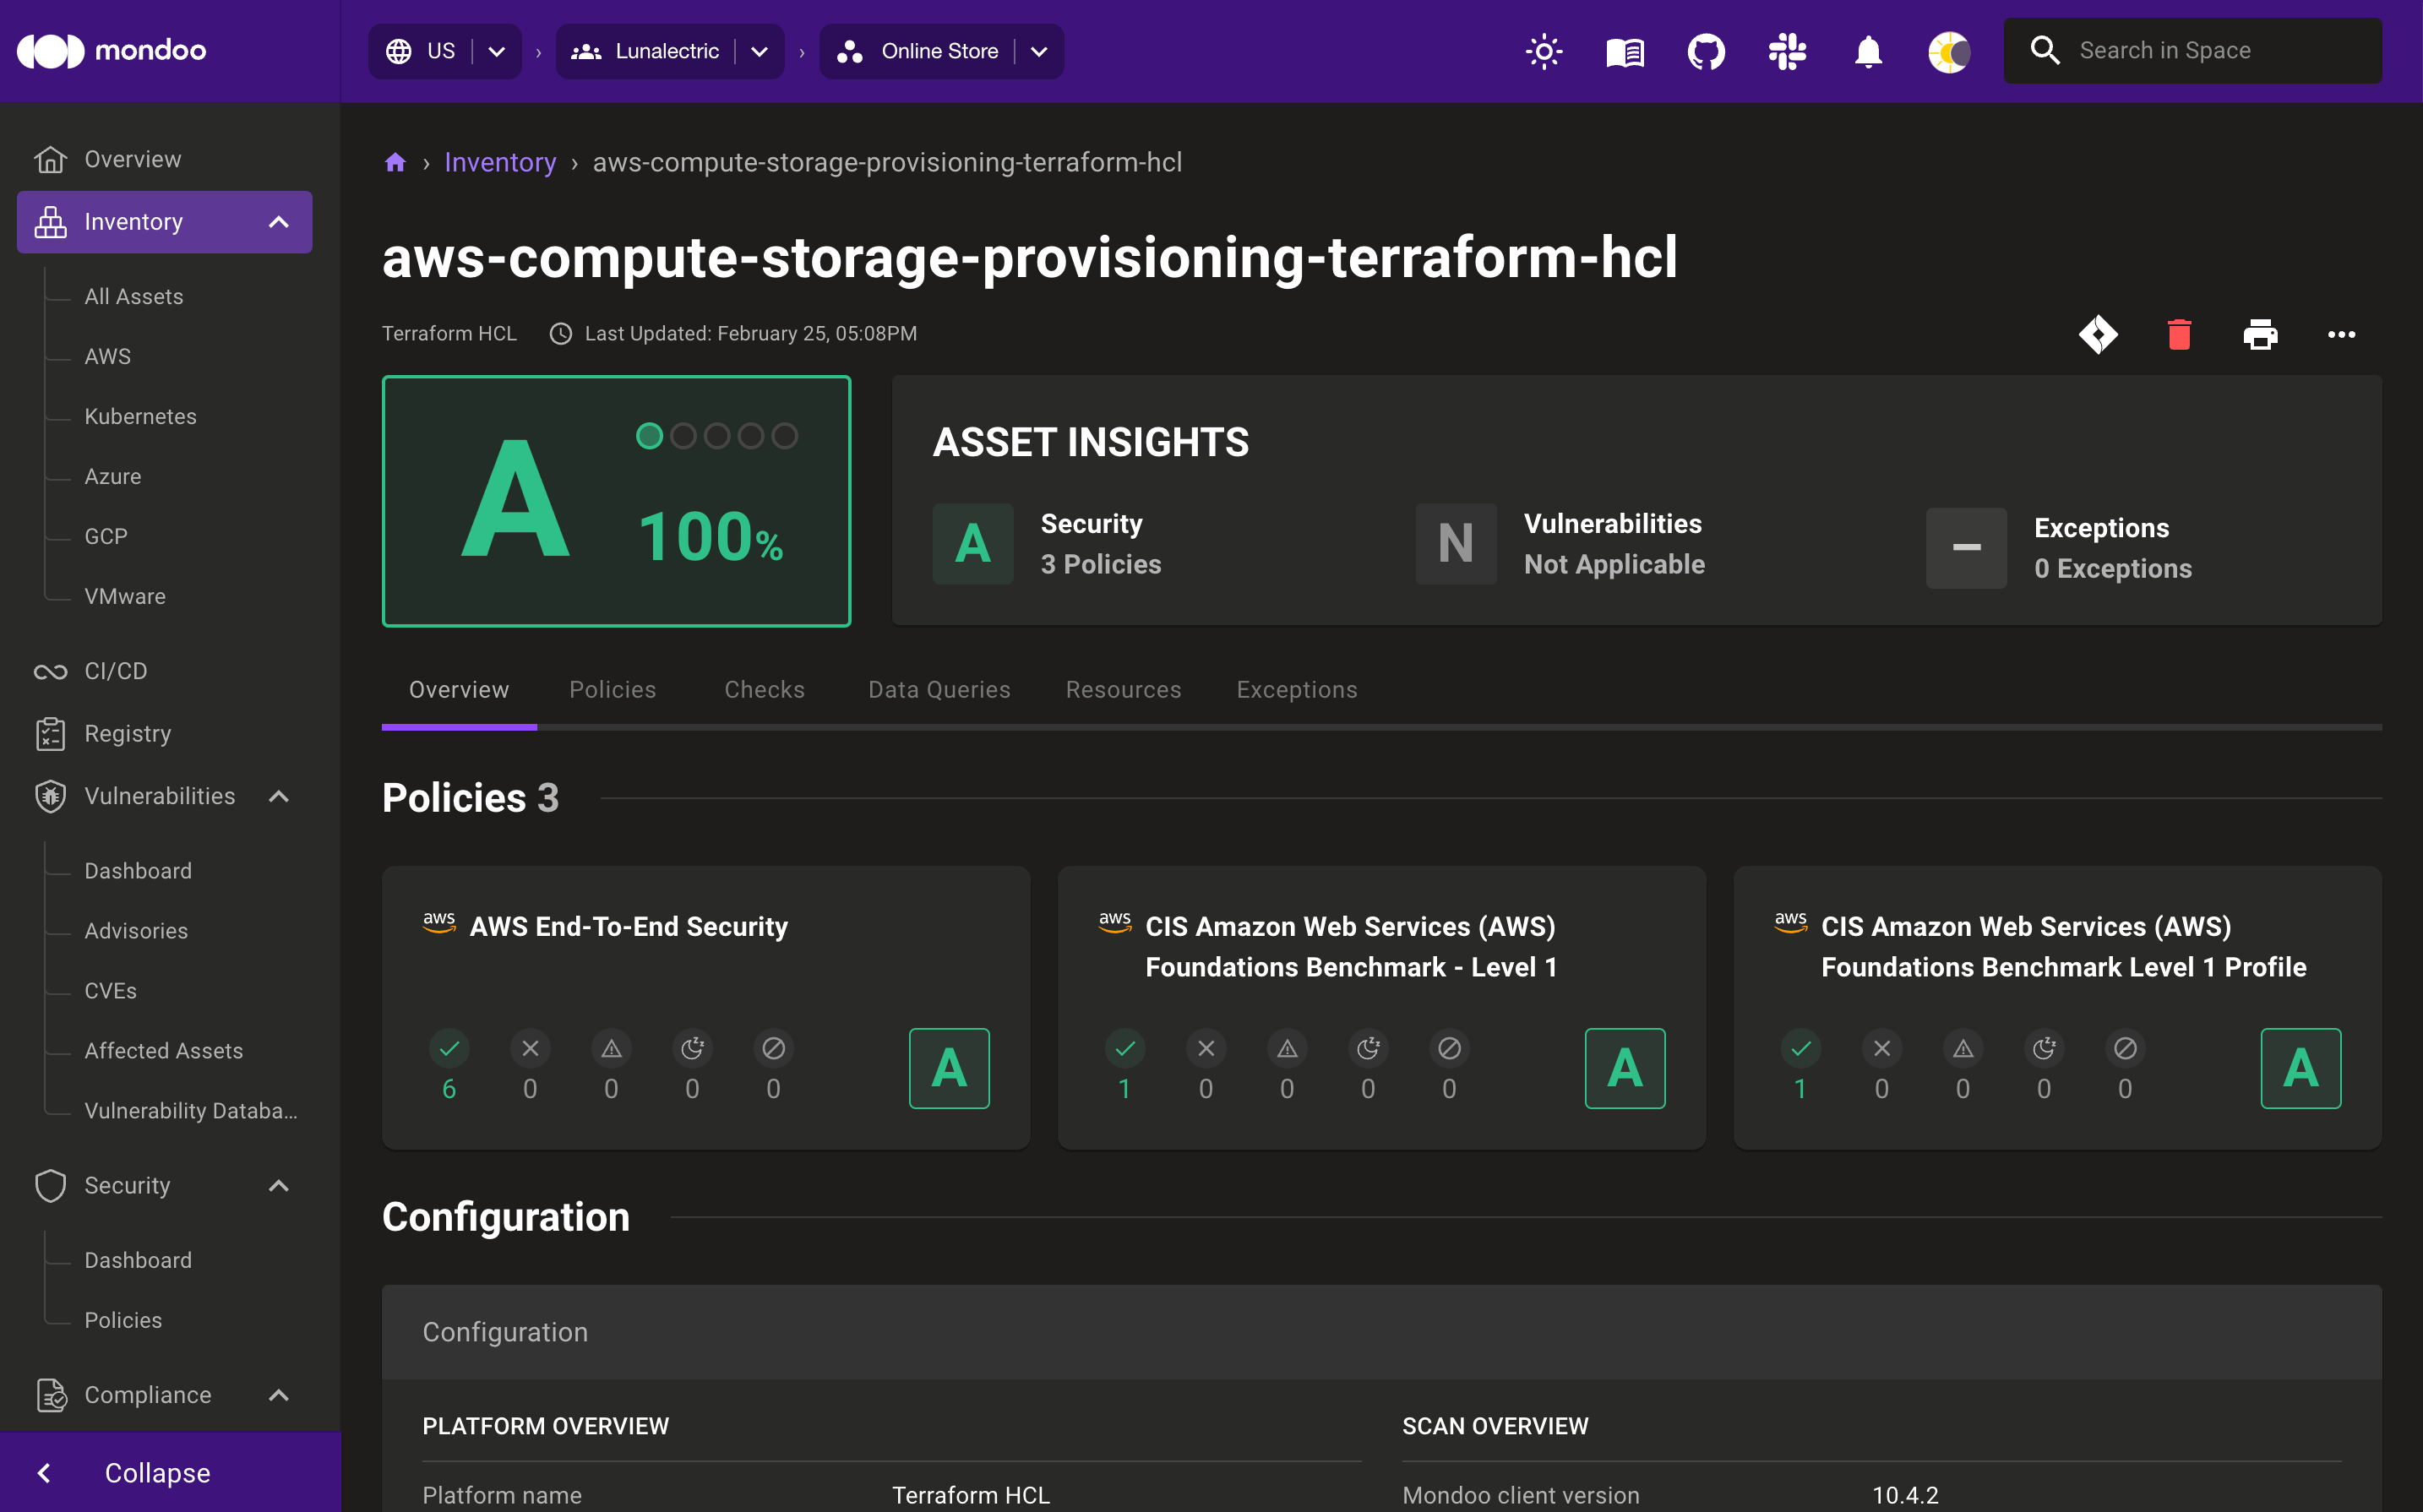 mondoo
US
Lunalectric
Online Store
Search in Space
Overview
Inventory
All Assets
AWS
Kubernetes
Azure
GCP
VMware
CI/CD
Registry
Vulnerabilities
Dashboard
Advisories
CVEs
Affected Assets
Vulnerability Databa...
Security
Dashboard
Policies
Compliance
Collapse
› Inventory › aws-compute-storage-provisioning-terraform-hcl
aws-compute-storage-provisioning-terraform-hcl
Terraform HCL Last Updated: February 25, 05:08PM
A
100%
ASSET INSIGHTS
A
Security
3 Policies
N
Vulnerabilities
Not Applicable
Exceptions
0 Exceptions
Overview Policies Checks Data Queries Resources Exceptions
Policies 3
aws AWS End-To-End Security
6 0 0 0 0
A
aws CIS Amazon Web Services (AWS)
Foundations Benchmark - Level 1
1 0 0 0 0
A
aws CIS Amazon Web Services (AWS)
Foundations Benchmark Level 1 Profile
1 0 0 0 0
A
Configuration
Configuration
PLATFORM OVERVIEW
Platform name Terraform HCL
SCAN OVERVIEW
Mondoo client version 10.4.2